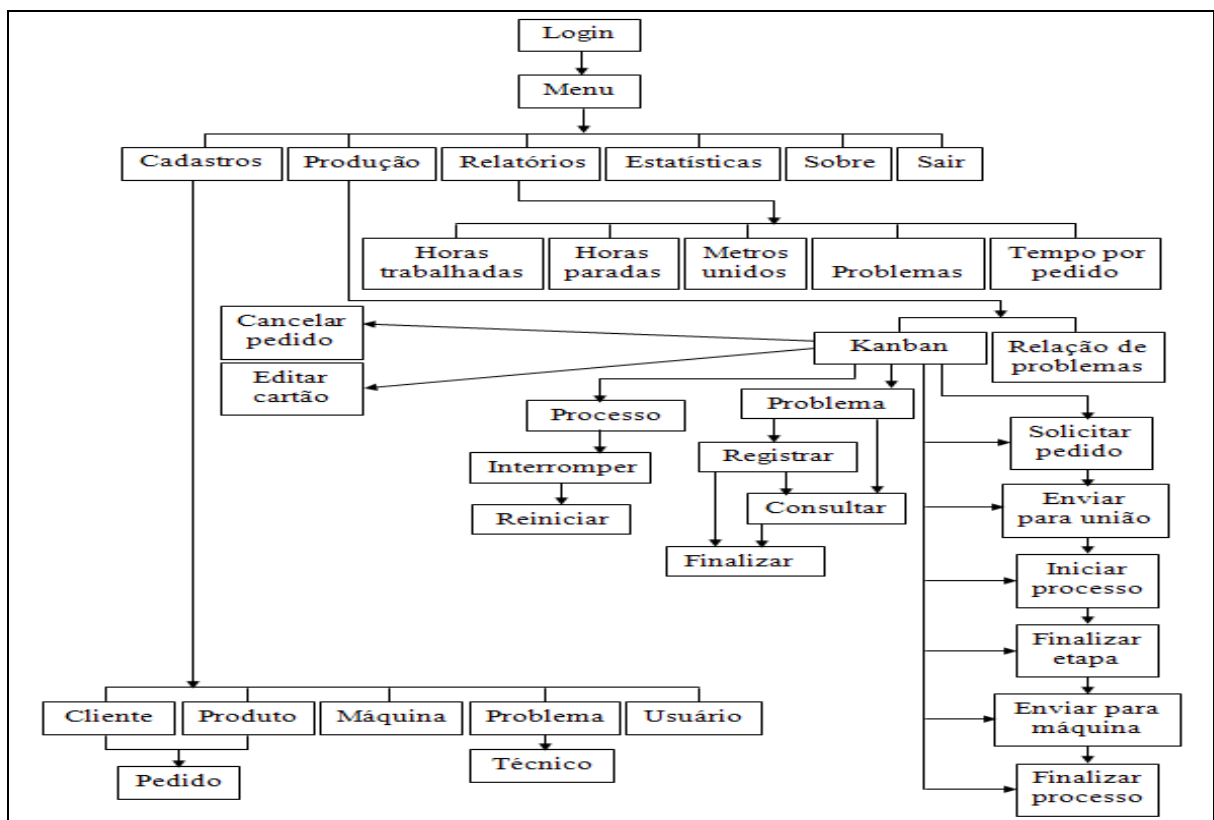 Login
Menu
Cadastros
Produção
Relatórios
Estatísticas
Sobre
Sair
Horas
trabalhadas
Horas
paradas
Metros
unidos
Problemas
Tempo por
pedido
Cancelar
pedido
Editar
cartão
Kanban
Relação de
problemas
Processo
Interromper
Reiniciar
Problema
Registrar
Consultar
Finalizar
Solicitar
pedido
Enviar
para união
Iniciar
processo
Finalizar
etapa
Enviar para
máquina
Finalizar
processo
Cliente
Produto
Máquina
Problema
Usuário
Pedido
Técnico